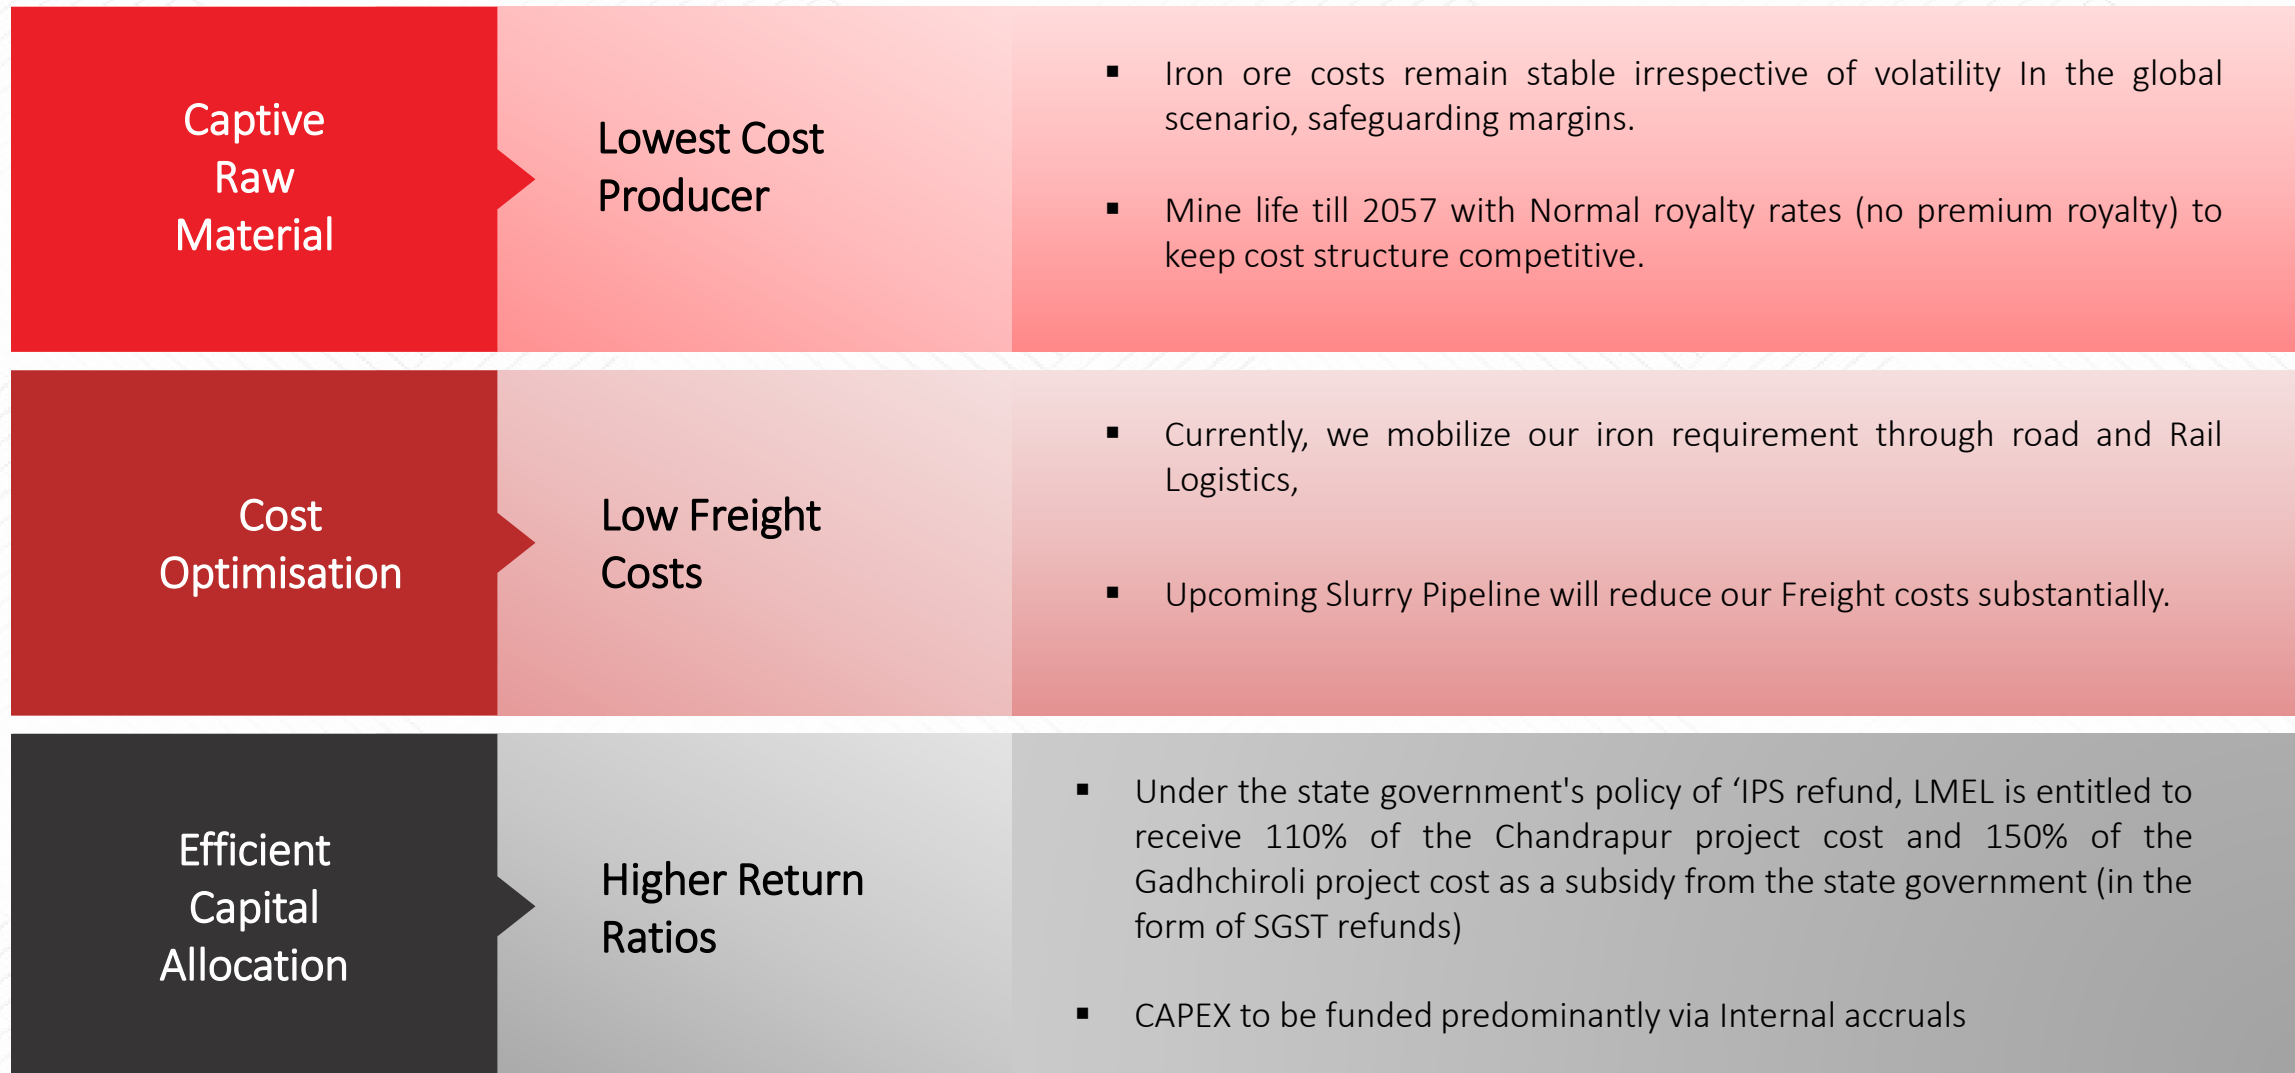 Captive
Raw
Material
Lowest Cost
Producer
▪ Iron ore costs remain stable irrespective of volatility In the global
scenario, safeguarding margins.
▪ Mine life till 2057 with Normal royalty rates (no premium royalty) to
keep cost structure competitive.
Cost
Optimisation
Low Freight
Costs
▪ Currently, we mobilize our iron requirement through road and Rail
Logistics,
▪ Upcoming Slurry Pipeline will reduce our Freight costs substantially.
Efficient
Capital
Allocation
Higher Return
Ratios
▪ Under the state government's policy of ‘IPS refund, LMEL is entitled to
receive 110% of the Chandrapur project cost and 150% of the
Gadhchiroli project cost as a subsidy from the state government (in the
form of SGST refunds)
▪ CAPEX to be funded predominantly via Internal accruals